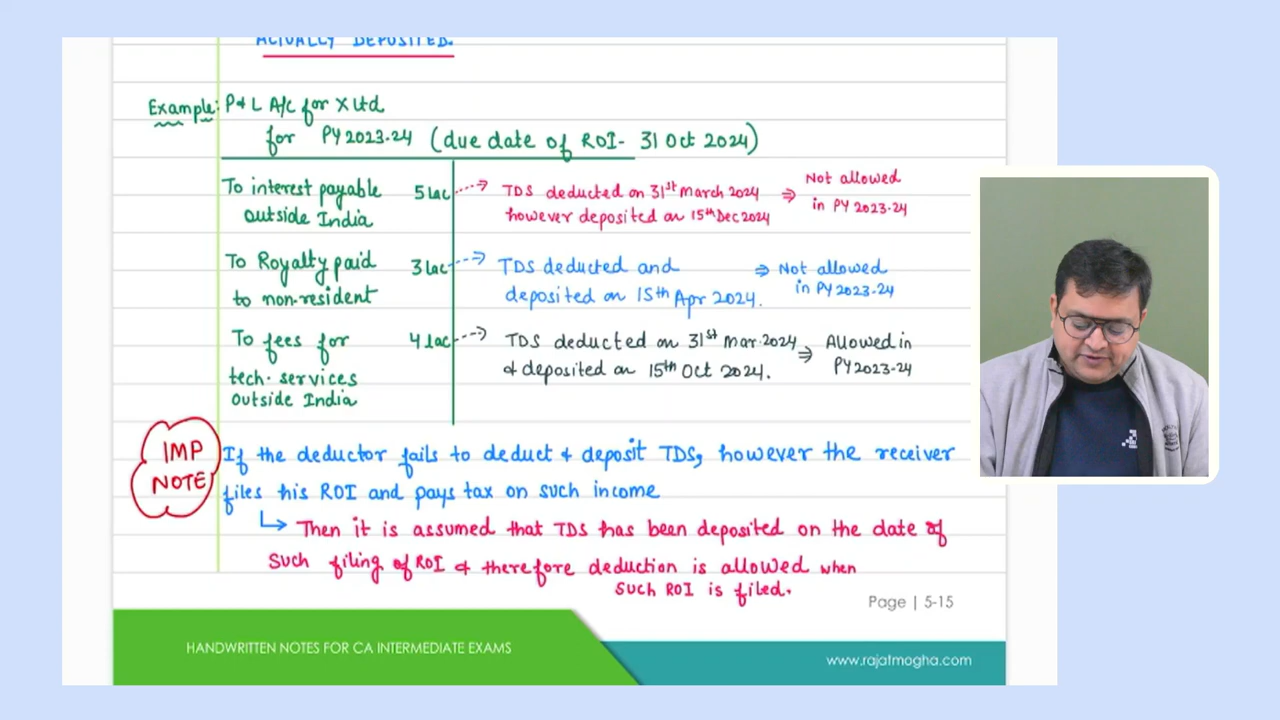 ACTUALLY DEPOSITED.
Example: P & L A/C for X Ltd
for PY 2023-24 (due date of ROI- 31 Oct 2024)
To interest payable 5 lac TDS deducted on 31st March 2024 ⇒ Not allowed
outside India however deposited on 15th Dec 2024 in PY 2023-24
To Royalty paid 3 lac TDS deducted and ⇒ Not allowed
to non-resident deposited on 15th Apr 2024. in PY 2023-24
To fees for 4 lac TDS deducted on 31st Mar. 2024 ⇒ Allowed in
tech. services & deposited on 15th Oct 2024. PY 2023-24
outside India
IMP If the deductor fails to deduct & deposit TDS, however the receiver
NOTE files his ROI and pays tax on such income
Then it is assumed that TDS has been deposited on the date of
such filing of ROI & therefore deduction is allowed when
such ROI is filed.
Page | 5-15
HANDWRITTEN NOTES FOR CA INTERMEDIATE EXAMS
www.rajatmogha.com